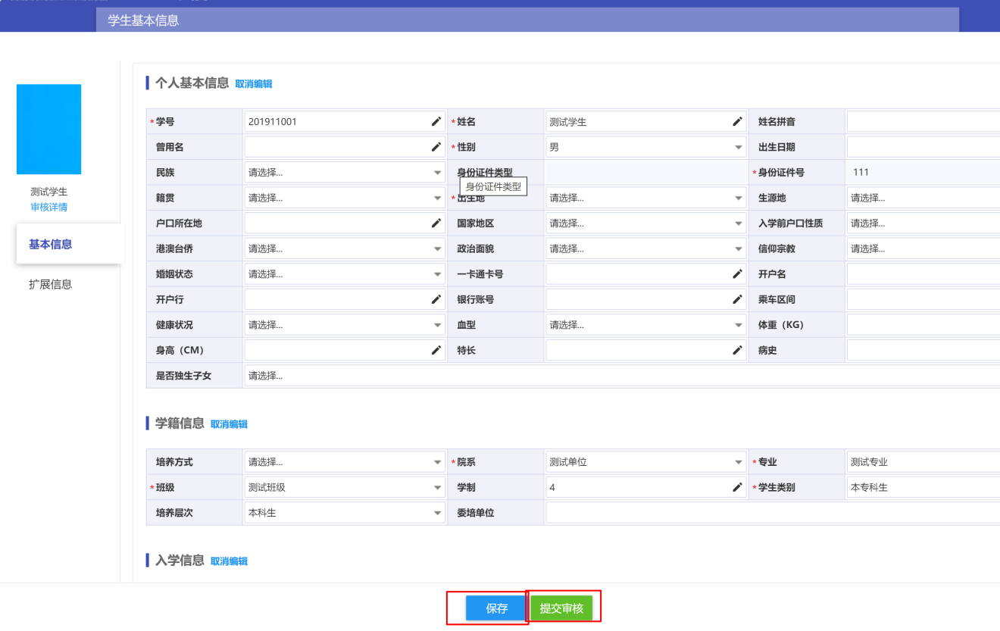 学生基本信息
测试学生
审核详情
基本信息
扩展信息
个人基本信息 取消编辑
*学号 201911001 *姓名 测试学生 姓名拼音
曾用名 *性别 男 出生日期
民族 请选择... 身份证件类型 *身份证件号 111
身份证件类型
籍贯 请选择... *出生地 请选择... 生源地 请选择...
户口所在地 国家地区 请选择... 入学前户口性质 请选择...
港澳台侨 请选择... 政治面貌 请选择... 信仰宗教 请选择...
婚姻状态 请选择... 一卡通卡号 开户名
开户行 银行账号 乘车区间
健康状况 请选择... 血型 请选择... 体重（KG）
身高（CM） 特长 病史
是否独生子女 请选择...
学籍信息 取消编辑
培养方式 请选择... *院系 测试单位 *专业 测试专业
*班级 测试班级 学制 4 *学生类别 本专科生
培养层次 本科生 委培单位
入学信息 取消编辑
保存 提交审核